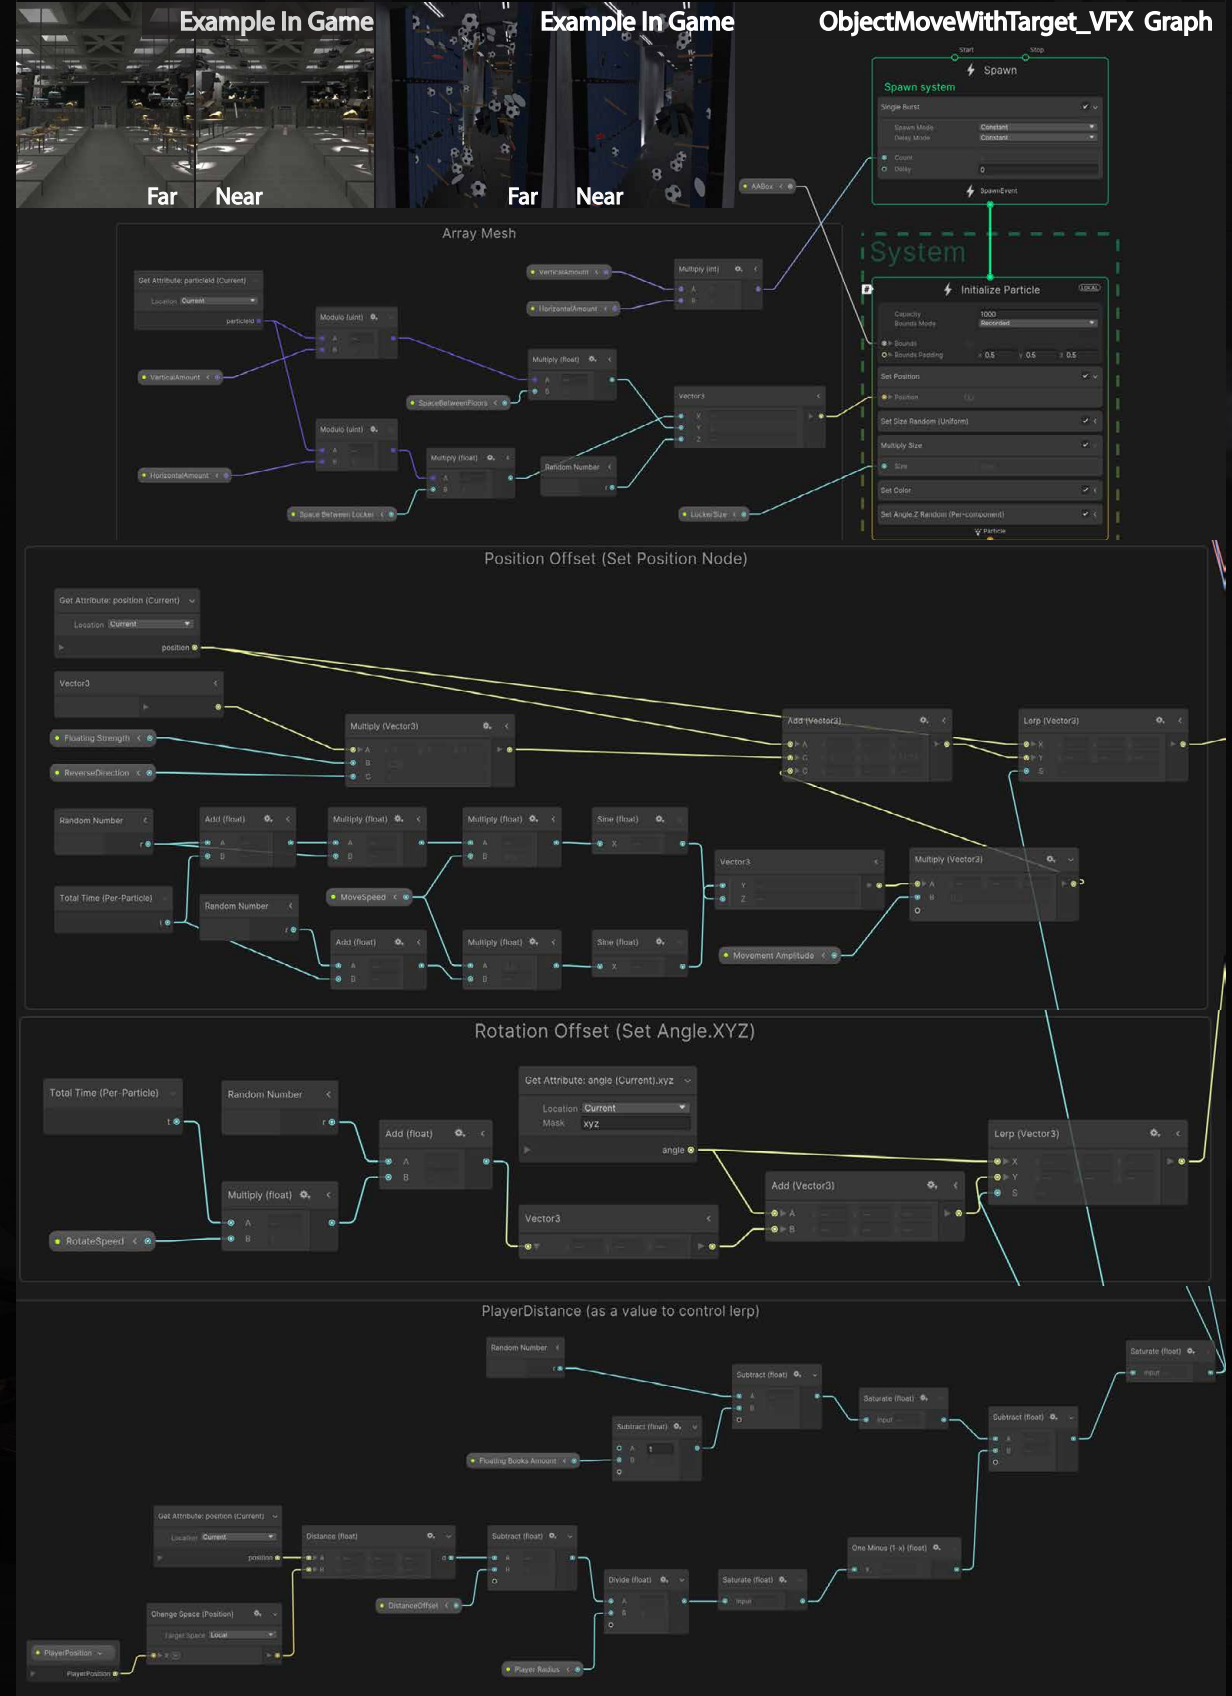 Example In Game
Example In Game
ObjectMoveWithTarget_VFX Graph
Far
Near
Far
Near
Start
Stop
Spawn
Spawn system
Single Burst
Spawn Mode
Constant
Delay Mode
Constant
Count
Delay
0
SpawnEvent
AABox
System
Initialize Particle
LOCAL
Capacity
1000
Bounds Mode
Recorded
Bounds
Bounds Padding
x 0.5 y 0.5 z 0.5
Set Position
Position
Set Size Random (Uniform)
Multiply Size
Size
Set Color
Set Angle.Z Random (Per-component)
Particle
Array Mesh
Get Attribute: particleId (Current)
Location Current
particleId
VerticalAmount
HorizontalAmount
Multiply (int)
A
B
Modulo (uint)
A
B
VerticalAmount
Multiply (float)
A
B
SpaceBetweenFloors
Vector3
X
Y
Z
Modulo (uint)
A
B
HorizontalAmount
Multiply (float)
A
B
Random Number
r
Space Between Locker
LockerSize
Position Offset (Set Position Node)
Get Attribute: position (Current)
Location Current
position
Vector3
Floating Strength
ReverseDirection
Multiply (Vector3)
A
B
C
Add (Vector3)
A
C
C
Lerp (Vector3)
X
Y
S
Random Number
r
Add (float)
A
B
Multiply (float)
A
B
Multiply (float)
A
B
Sine (float)
X
Total Time (Per-Particle)
t
Random Number
r
MoveSpeed
Vector3
Y
Z
Multiply (Vector3)
A
B
Add (float)
A
B
Multiply (float)
A
B
Sine (float)
X
Movement Amplitude
Rotation Offset (Set Angle.XYZ)
Total Time (Per-Particle)
t
Random Number
r
Add (float)
A
B
Get Attribute: angle (Current).xyz
Location Current
Mask xyz
angle
Multiply (float)
A
B
RotateSpeed
Vector3
Add (Vector3)
A
B
Lerp (Vector3)
X
Y
S
PlayerDistance (as a value to control lerp)
Random Number
r
Subtract (float)
A
B
Saturate (float)
Input
Subtract (float)
A
B
Saturate (float)
Input
Subtract (float)
A 1
B
Floating Books Amount
Get Attribute: position (Current)
Location Current
position
Distance (float)
A
B
d
Subtract (float)
A
B
DistanceOffset
Divide (float)
A
B
Saturate (float)
Input
One Minus (1-x) (float)
Change Space (Position)
Target Space Local
PlayerPosition
PlayerPosition
Player Radius